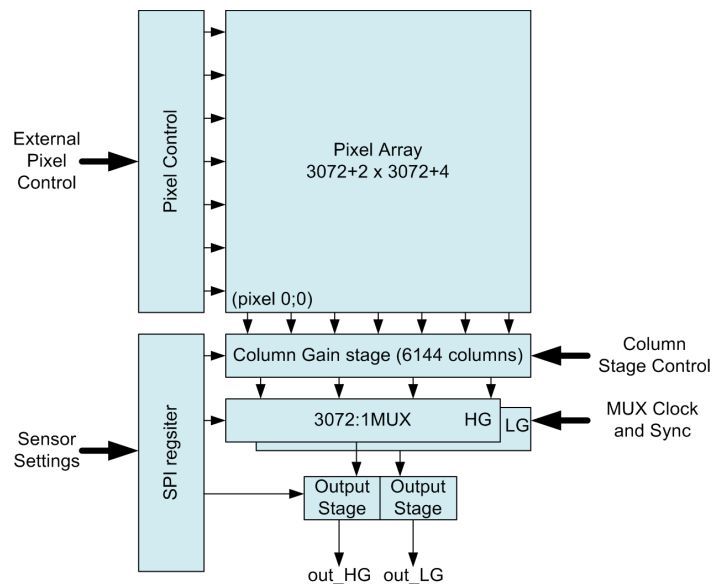 External
Pixel
Control
Pixel Control
Pixel Array
3072+2 x 3072+4
(pixel 0;0)
Column Gain stage (6144 columns)
Column
Stage Control
3072:1MUX
HG
LG
MUX Clock
and Sync
Sensor
Settings
SPI regsiter
Output
Stage
Output
Stage
out_HG
out_LG